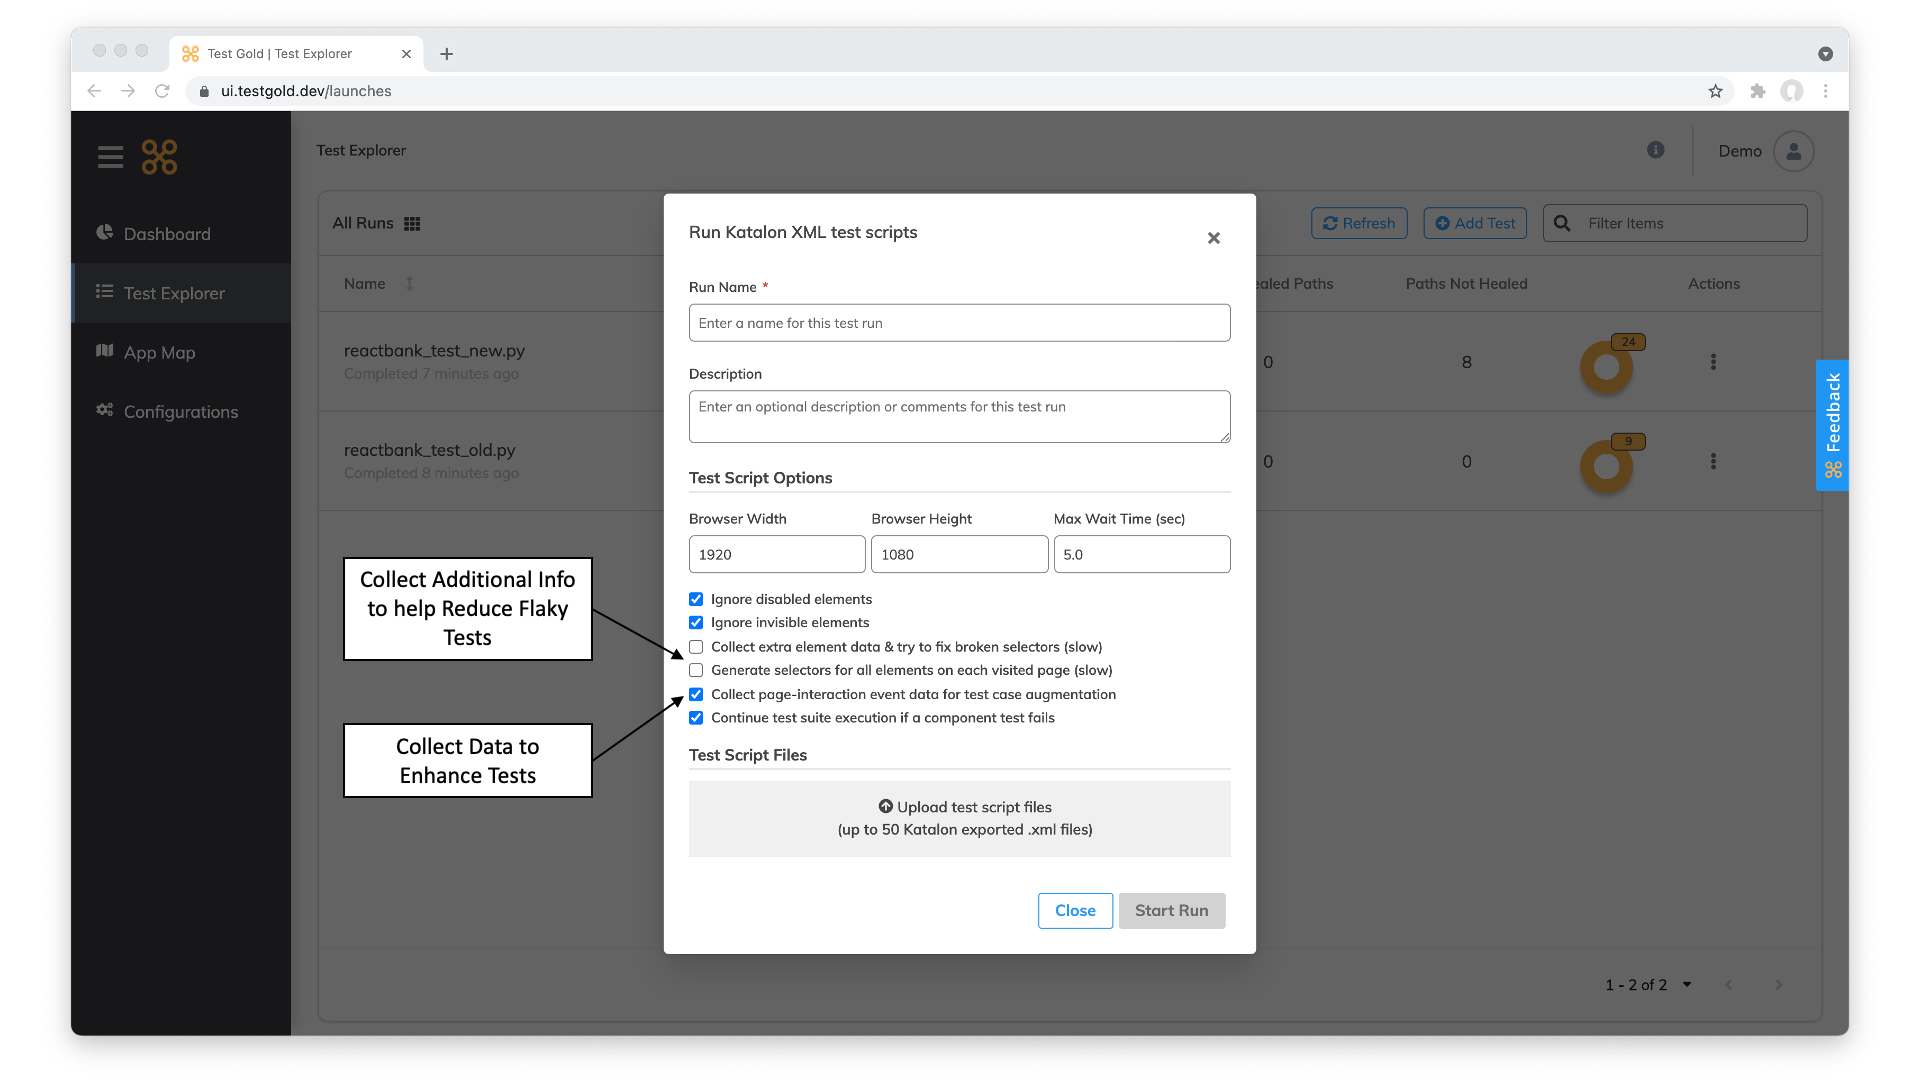 Test Gold | Test Explorer
ui.testgold.dev/launches
Test Explorer
Demo
Dashboard
Test Explorer
App Map
Configurations
All Runs
Refresh
Add Test
Filter Items
Name
ealed Paths
Paths Not Healed
Actions
reactbank_test_new.py
Completed 7 minutes ago
0
8
24
reactbank_test_old.py
Completed 8 minutes ago
0
0
9
Feedback
Run Katalon XML test scripts
Run Name *
Enter a name for this test run
Description
Enter an optional description or comments for this test run
Test Script Options
Browser Width
Browser Height
Max Wait Time (sec)
1920
1080
5.0
Ignore disabled elements
Ignore invisible elements
Collect extra element data & try to fix broken selectors (slow)
Generate selectors for all elements on each visited page (slow)
Collect page-interaction event data for test case augmentation
Continue test suite execution if a component test fails
Collect Additional Info
to help Reduce Flaky
Tests
Collect Data to
Enhance Tests
Test Script Files
Upload test script files
(up to 50 Katalon exported .xml files)
Close
Start Run
1 - 2 of 2